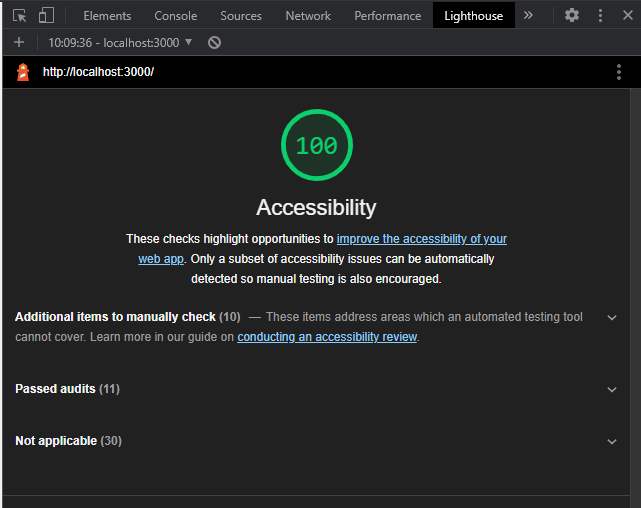 Elements Console Sources Network Performance Lighthouse
10:09:36 - localhost:3000
http://localhost:3000/
100
Accessibility
These checks highlight opportunities to improve the accessibility of your
web app. Only a subset of accessibility issues can be automatically
detected so manual testing is also encouraged.
Additional items to manually check (10) — These items address areas which an automated testing tool
cannot cover. Learn more in our guide on conducting an accessibility review.
Passed audits (11)
Not applicable (30)